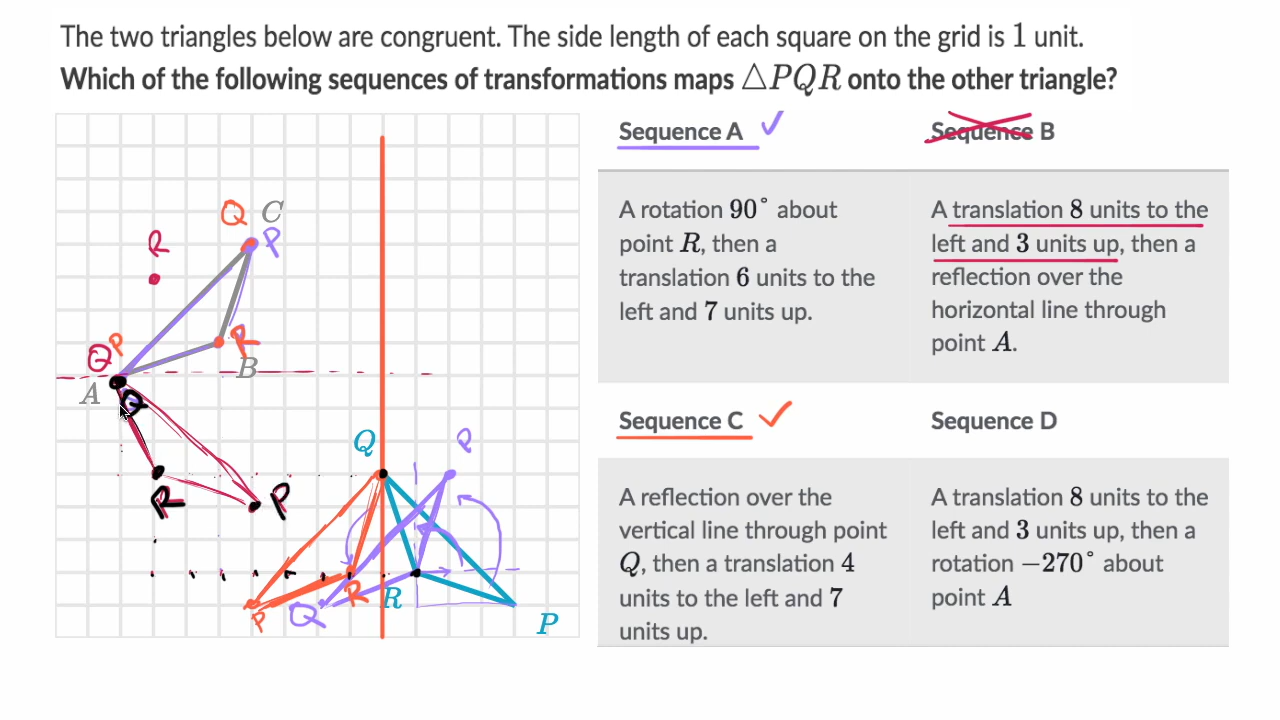 The two triangles below are congruent. The side length of each square on the grid is 1 unit.
Which of the following sequences of transformations maps △PQR onto the other triangle?
Sequence A ✓
Sequence B
A rotation 90° about
point R, then a
translation 6 units to the
left and 7 units up.
A translation 8 units to the
left and 3 units up, then a
reflection over the
horizontal line through
point A.
Sequence C ✓
Sequence D
A reflection over the
vertical line through point
Q, then a translation 4
units to the left and 7
units up.
A translation 8 units to the
left and 3 units up, then a
rotation −270° about
point A
Q C
R P
Q P R
A B
Q
R P
Q P
P Q R R P